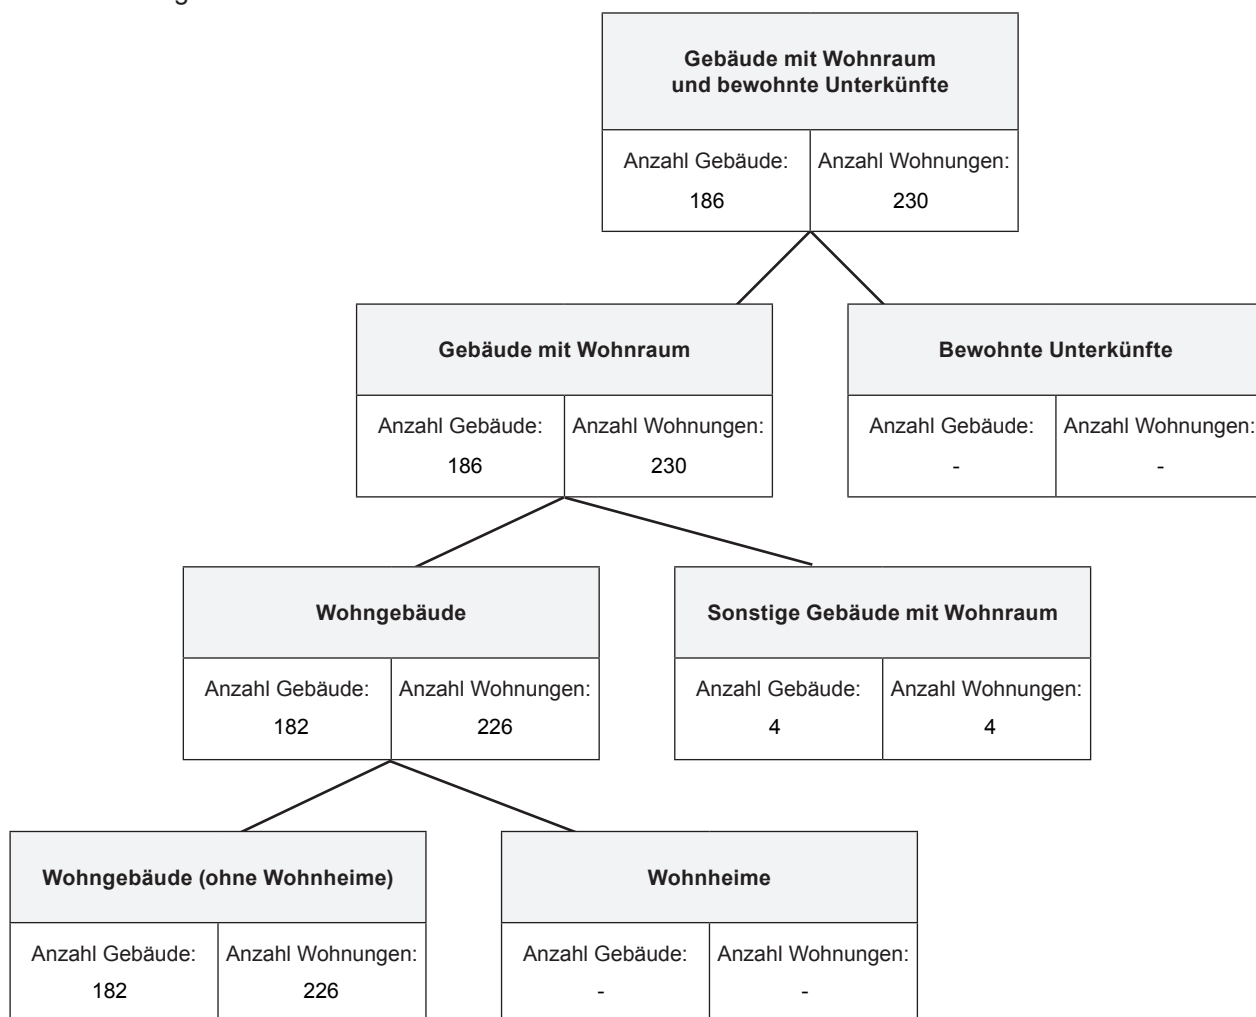 Gebäude mit Wohnraum
und bewohnte Unterkünfte
Anzahl Gebäude: Anzahl Wohnungen:
186 230
Gebäude mit Wohnraum
Bewohnte Unterkünfte
Anzahl Gebäude: Anzahl Wohnungen:
186 230
Anzahl Gebäude: Anzahl Wohnungen:
- -
Wohngebäude
Sonstige Gebäude mit Wohnraum
Anzahl Gebäude: Anzahl Wohnungen:
182 226
Anzahl Gebäude: Anzahl Wohnungen:
4 4
Wohngebäude (ohne Wohnheime)
Wohnheime
Anzahl Gebäude: Anzahl Wohnungen:
182 226
Anzahl Gebäude: Anzahl Wohnungen:
- -